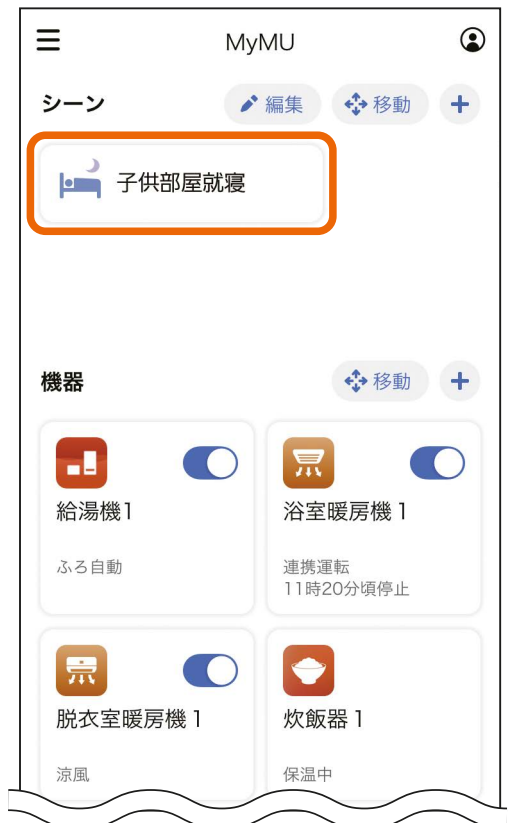 MyMU
シーン
編集
移動
子供部屋就寝
機器
移動
給湯機1
ふろ自動
浴室暖房機1
連携運転
11時20分頃停止
脱衣室暖房機1
涼風
炊飯器1
保温中